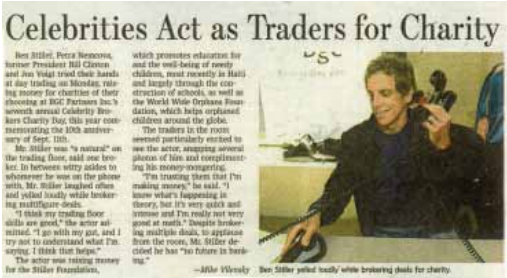 Celebrities Act as Traders for Charity
Ben Stiller, Petra Nemcova,
former President Bill Clinton
and Jon Voigt tried their hands
at day trading on Monday, rais-
ing money for charities of their
choosing at BGC Partners Inc.'s
seventh annual Celebrity Bro-
kers Charity Day, this year com-
memorating the 10th anniver-
sary of Sept. 11th.
Mr. Stiller was "a natural" on
the trading floor, said one bro-
ker. In between witty asides to
whomever he was on the phone
with, Mr. Stiller laughed often
and yelled loudly while broker-
ing multifigure deals.
"I think my trading floor
skills are good," the actor ad-
mitted. "I go with my gut, and I
try not to understand what I'm
saying. I think that helps."
The actor was raising money
for the Stiller Foundation,
which promotes education for
and the well-being of needy
children, most recently in Haiti
and largely through the con-
struction of schools, as well as
the World Wide Orphans Foun-
dation, which helps orphaned
children around the globe.
The traders in the room
seemed particularly excited to
see the actor, snapping several
photos of him and compliment-
ing his money-mongering.
"I'm trusting them that I'm
making money," he said. "I
know what's happening in
theory, but it's very quick and
intense and I'm really not very
good at math." Despite broker-
ing multiple deals, to applause
from the room, Mr. Stiller de-
cided he has "no future in bank-
ing."
—Mike Vilensky
Ben Stiller yelled loudly while brokering deals for charity.